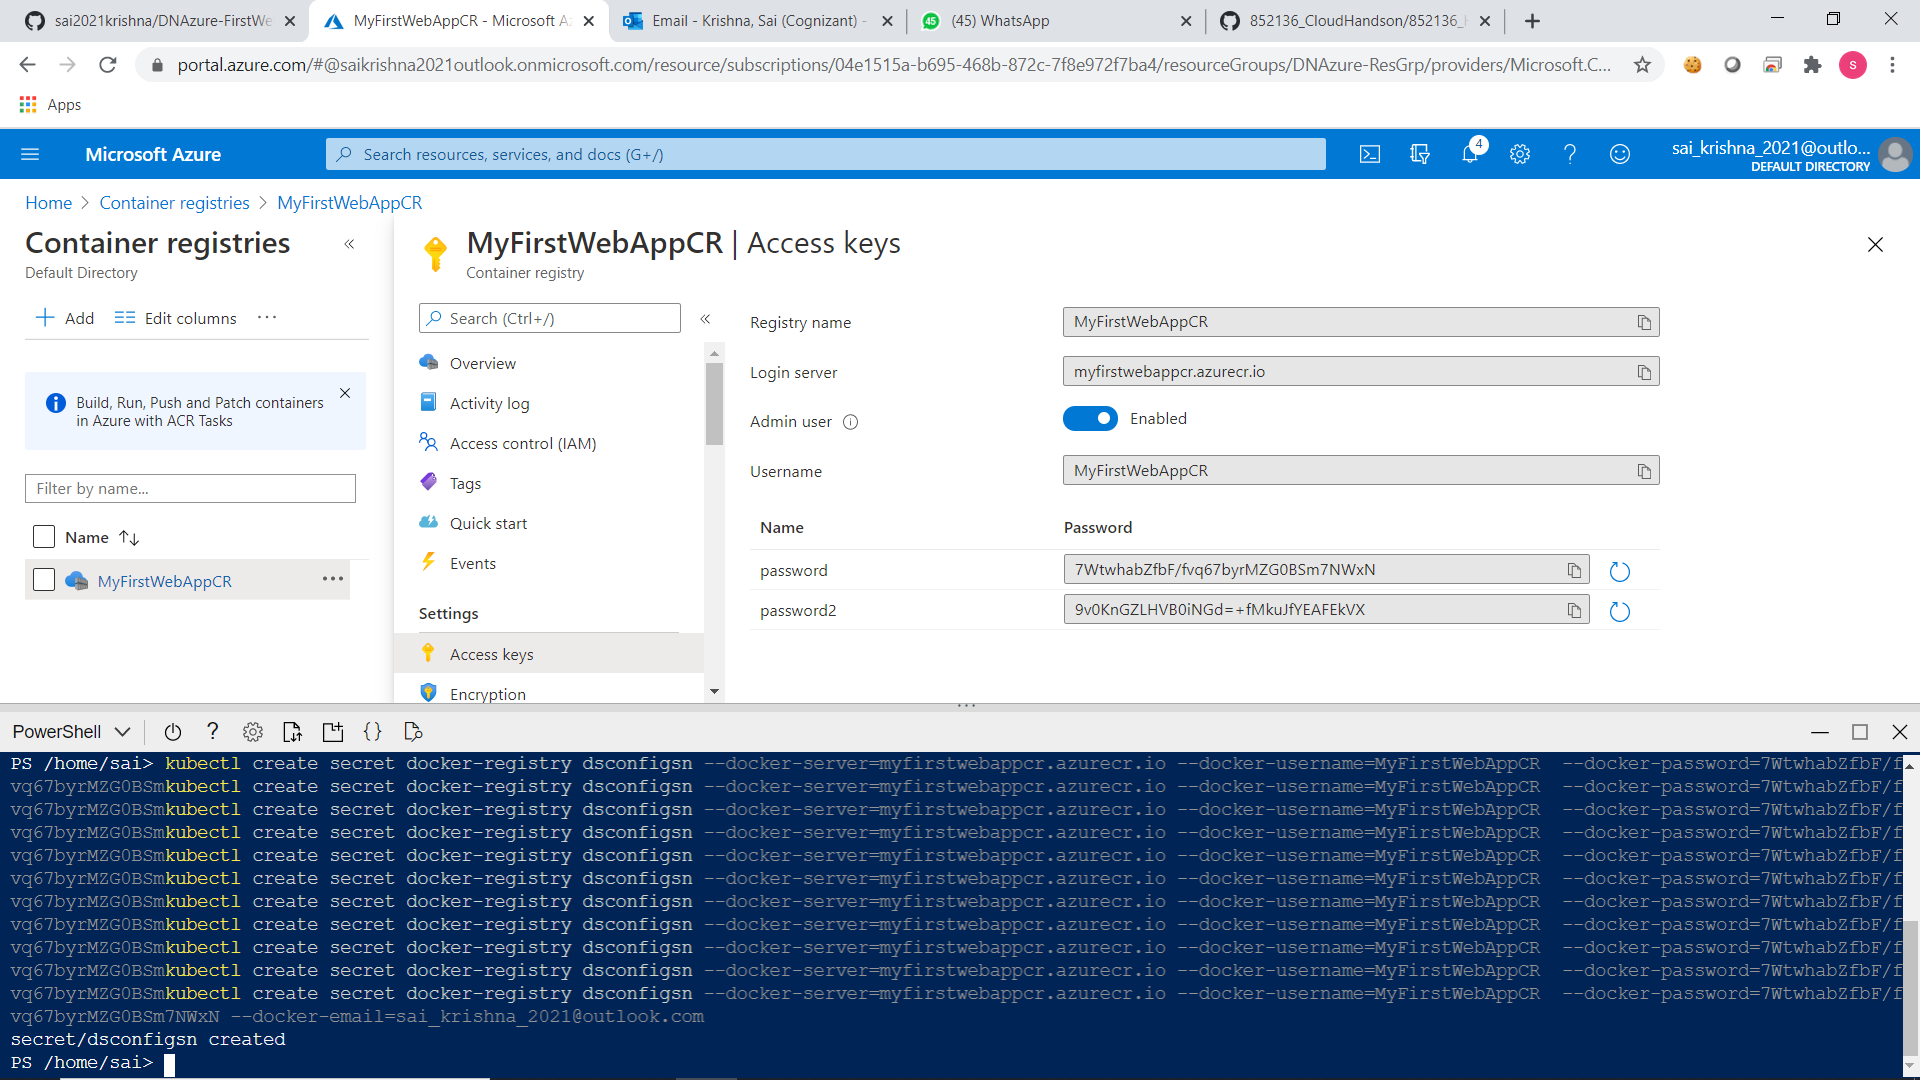 sai2021krishna/DNAzure-FirstWe
MyFirstWebAppCR - Microsoft A
Email - Krishna, Sai (Cognizant) -
(45) WhatsApp
852136_CloudHandson/852136_
portal.azure.com/#@saikrishna2021outlook.onmicrosoft.com/resource/subscriptions/04e1515a-b695-468b-872c-7f8e972f7ba4/resourceGroups/DNAzure-ResGrp/providers/Microsoft.C...
S
Apps
Microsoft Azure
Search resources, services, and docs (G+/)
4
sai_krishna_2021@outlo...
DEFAULT DIRECTORY
Home > Container registries > MyFirstWebAppCR
Container registries
Default Directory
Add
Edit columns
Build, Run, Push and Patch containers
in Azure with ACR Tasks
Filter by name...
Name
MyFirstWebAppCR
MyFirstWebAppCR | Access keys
Container registry
Search (Ctrl+/)
Overview
Activity log
Access control (IAM)
Tags
Quick start
Events
Settings
Access keys
Encryption
Registry name
MyFirstWebAppCR
Login server
myfirstwebappcr.azurecr.io
Admin user
Enabled
Username
MyFirstWebAppCR
Name
Password
password
7WtwhabZfbF/fvq67byrMZG0BSm7NWxN
password2
9v0KnGZLHVB0iNGd=+fMkuJfYEAFEkVX
PowerShell
PS /home/sai> kubectl create secret docker-registry dsconfigsn --docker-server=myfirstwebappcr.azurecr.io --docker-username=MyFirstWebAppCR  --docker-password=7WtwhabZfbF/f
vq67byrMZG0BSmkubectl create secret docker-registry dsconfigsn --docker-server=myfirstwebappcr.azurecr.io --docker-username=MyFirstWebAppCR  --docker-password=7WtwhabZfbF/f
vq67byrMZG0BSmkubectl create secret docker-registry dsconfigsn --docker-server=myfirstwebappcr.azurecr.io --docker-username=MyFirstWebAppCR  --docker-password=7WtwhabZfbF/f
vq67byrMZG0BSmkubectl create secret docker-registry dsconfigsn --docker-server=myfirstwebappcr.azurecr.io --docker-username=MyFirstWebAppCR  --docker-password=7WtwhabZfbF/f
vq67byrMZG0BSmkubectl create secret docker-registry dsconfigsn --docker-server=myfirstwebappcr.azurecr.io --docker-username=MyFirstWebAppCR  --docker-password=7WtwhabZfbF/f
vq67byrMZG0BSmkubectl create secret docker-registry dsconfigsn --docker-server=myfirstwebappcr.azurecr.io --docker-username=MyFirstWebAppCR  --docker-password=7WtwhabZfbF/f
vq67byrMZG0BSmkubectl create secret docker-registry dsconfigsn --docker-server=myfirstwebappcr.azurecr.io --docker-username=MyFirstWebAppCR  --docker-password=7WtwhabZfbF/f
vq67byrMZG0BSmkubectl create secret docker-registry dsconfigsn --docker-server=myfirstwebappcr.azurecr.io --docker-username=MyFirstWebAppCR  --docker-password=7WtwhabZfbF/f
vq67byrMZG0BSmkubectl create secret docker-registry dsconfigsn --docker-server=myfirstwebappcr.azurecr.io --docker-username=MyFirstWebAppCR  --docker-password=7WtwhabZfbF/f
vq67byrMZG0BSmkubectl create secret docker-registry dsconfigsn --docker-server=myfirstwebappcr.azurecr.io --docker-username=MyFirstWebAppCR  --docker-password=7WtwhabZfbF/f
vq67byrMZG0BSmkubectl create secret docker-registry dsconfigsn --docker-server=myfirstwebappcr.azurecr.io --docker-username=MyFirstWebAppCR  --docker-password=7WtwhabZfbF/f
vq67byrMZG0BSm7NWxN --docker-email=sai_krishna_2021@outlook.com
secret/dsconfigsn created
PS /home/sai>